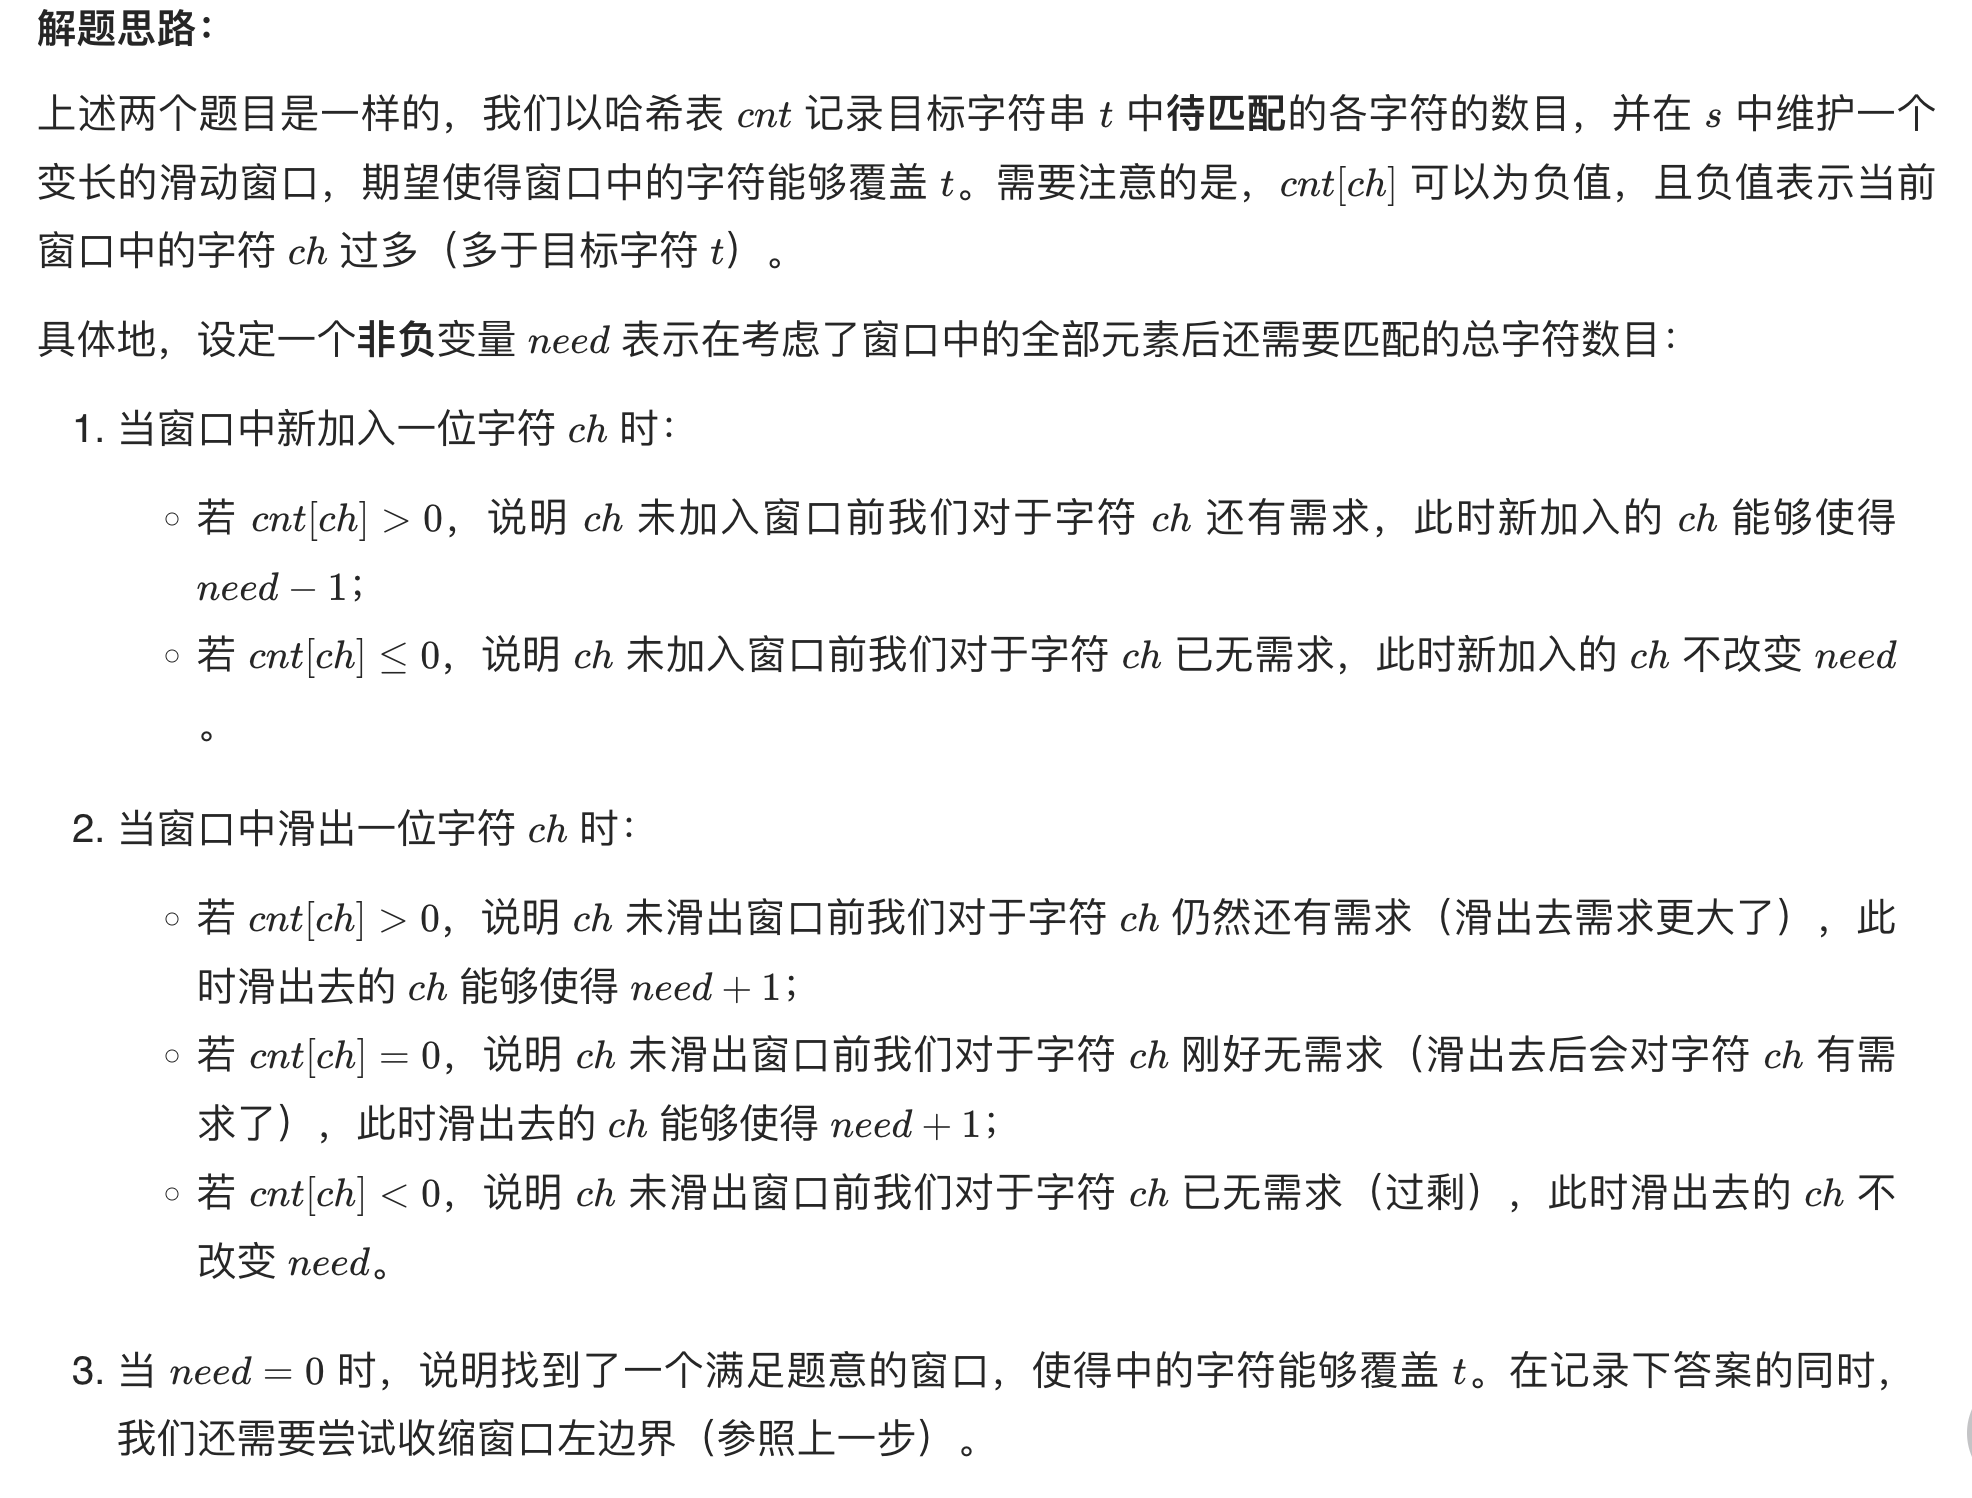 解题思路：
上述两个题目是一样的，我们以哈希表 cnt 记录目标字符串 t 中待匹配的各字符的数目，并在 s 中维护一个
变长的滑动窗口，期望使得窗口中的字符能够覆盖 t。需要注意的是，cnt[ch] 可以为负值，且负值表示当前
窗口中的字符 ch 过多（多于目标字符 t）。
具体地，设定一个非负变量 need 表示在考虑了窗口中的全部元素后还需要匹配的总字符数目：
1. 当窗口中新加入一位字符 ch 时：
○ 若 cnt[ch] > 0，说明 ch 未加入窗口前我们对于字符 ch 还有需求，此时新加入的 ch 能够使得
need − 1；
○ 若 cnt[ch] ≤ 0，说明 ch 未加入窗口前我们对于字符 ch 已无需求，此时新加入的 ch 不改变 need
。
2. 当窗口中滑出一位字符 ch 时：
○ 若 cnt[ch] > 0，说明 ch 未滑出窗口前我们对于字符 ch 仍然还有需求（滑出去需求更大了），此
时滑出去的 ch 能够使得 need + 1；
○ 若 cnt[ch] = 0，说明 ch 未滑出窗口前我们对于字符 ch 刚好无需求（滑出去后会对字符 ch 有需
求了），此时滑出去的 ch 能够使得 need + 1；
○ 若 cnt[ch] < 0，说明 ch 未滑出窗口前我们对于字符 ch 已无需求（过剩），此时滑出去的 ch 不
改变 need。
3. 当 need = 0 时，说明找到了一个满足题意的窗口，使得中的字符能够覆盖 t。在记录下答案的同时，
我们还需要尝试收缩窗口左边界（参照上一步）。